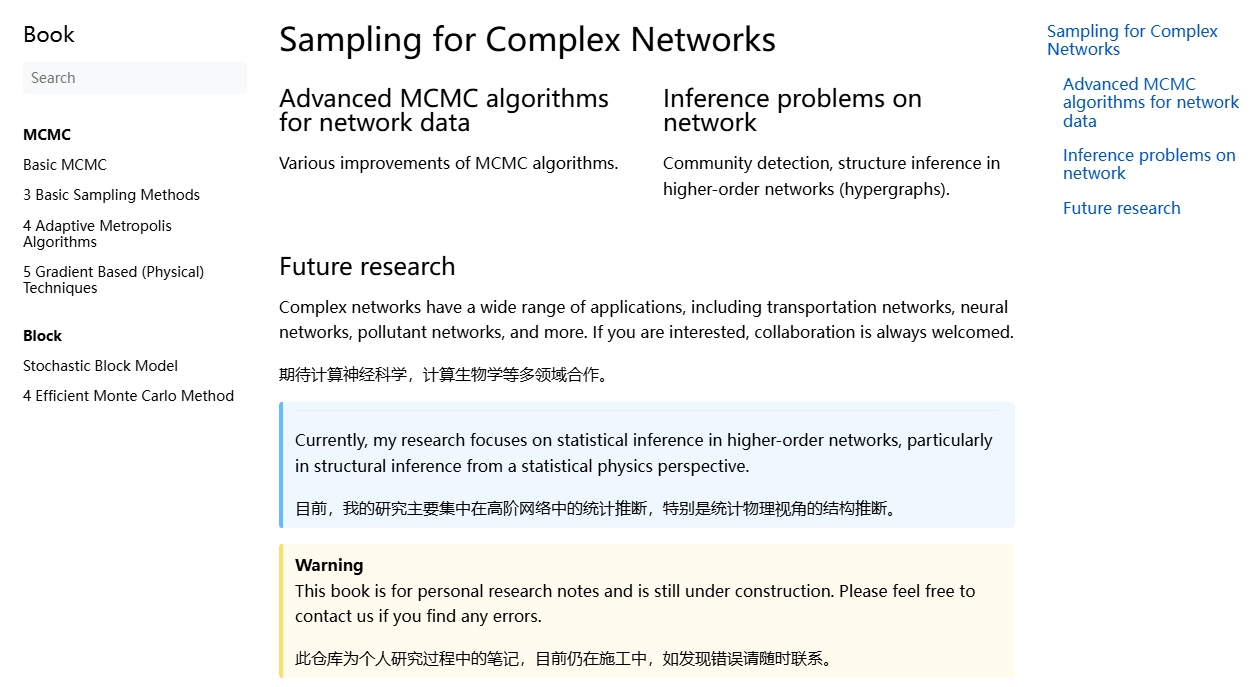 Book
Search
MCMC
Basic MCMC
3 Basic Sampling Methods
4 Adaptive Metropolis
Algorithms
5 Gradient Based (Physical)
Techniques
Block
Stochastic Block Model
4 Efficient Monte Carlo Method
Sampling for Complex Networks
Advanced MCMC algorithms
for network data
Various improvements of MCMC algorithms.
Inference problems on
network
Community detection, structure inference in
higher-order networks (hypergraphs).
Future research
Complex networks have a wide range of applications, including transportation networks, neural
networks, pollutant networks, and more. If you are interested, collaboration is always welcomed.
期待计算神经科学，计算生物学等多领域合作。
Currently, my research focuses on statistical inference in higher-order networks, particularly
in structural inference from a statistical physics perspective.
目前，我的研究主要集中在高阶网络中的统计推断，特别是统计物理视角的结构推断。
Warning
This book is for personal research notes and is still under construction. Please feel free to
contact us if you find any errors.
此仓库为个人研究过程中的笔记，目前仍在施工中，如发现错误请随时联系。
Sampling for Complex
Networks
Advanced MCMC
algorithms for network
data
Inference problems on
network
Future research